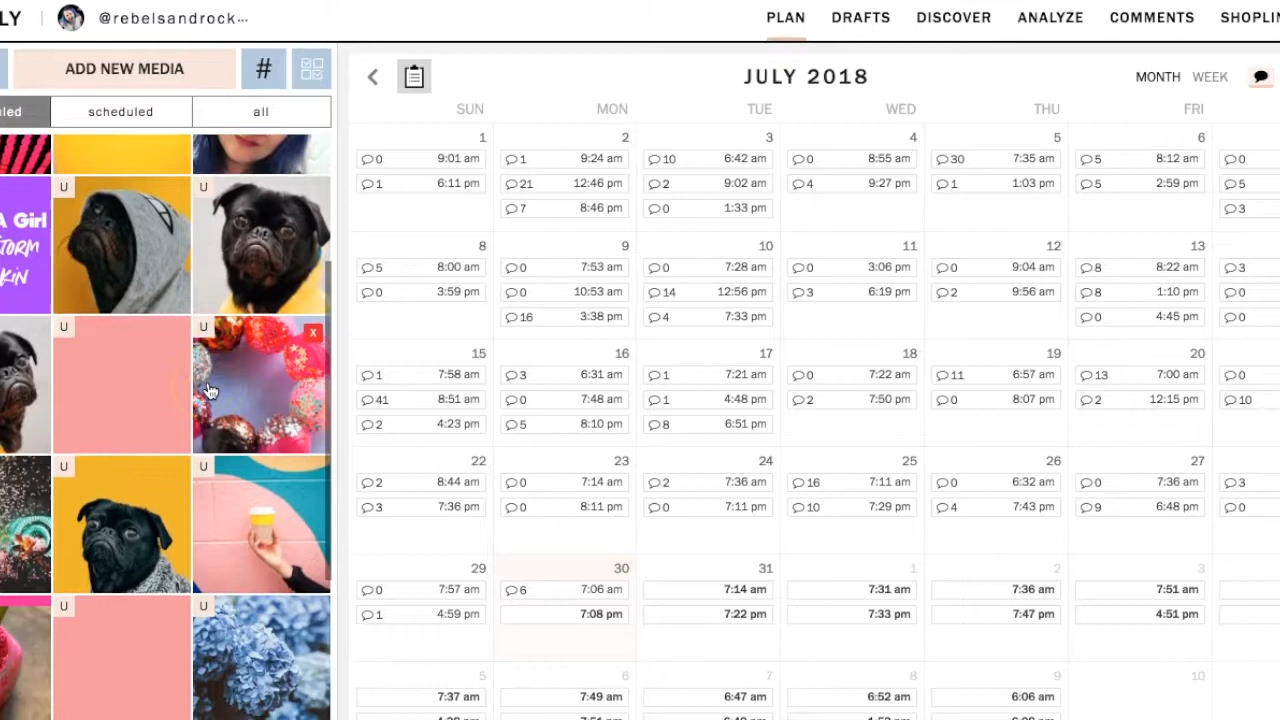 LY @rebelsandrock... PLAN DRAFTS DISCOVER ANALYZE COMMENTS SHOPLIN
ADD NEW MEDIA #
JULY 2018 MONTH WEEK
led scheduled all
SUN MON TUE WED THU FRI
1 2 3 4 5 6
0 9:01 am 1 9:24 am 10 6:42 am 0 8:55 am 30 7:35 am 5 8:12 am 0
1 6:11 pm 21 12:46 pm 2 9:02 am 4 9:27 pm 1 1:03 pm 5 2:59 pm 5
7 8:46 pm 0 1:33 pm 3
U U
A Girl
STORM
SKIN
8 9 10 11 12 13
5 8:00 am 0 7:53 am 0 7:28 am 0 3:06 pm 0 9:04 am 8 8:22 am 3
0 3:59 pm 0 10:53 am 14 12:56 pm 3 6:19 pm 2 9:56 am 8 1:10 pm 0
16 3:38 pm 4 7:33 pm 0 4:45 pm 0
U U X
15 16 17 18 19 20
1 7:58 am 3 6:31 am 1 7:21 am 0 7:22 am 11 6:57 am 13 7:00 am 0
41 8:51 am 0 7:48 am 1 4:48 pm 2 7:50 pm 0 8:07 pm 2 12:15 pm 10
2 4:23 pm 5 8:10 pm 8 6:51 pm
U U
22 23 24 25 26 27
2 8:44 am 0 7:14 am 2 7:36 am 16 7:11 am 0 6:32 am 0 7:36 am 3
3 7:36 pm 0 8:11 pm 0 7:11 pm 10 7:29 pm 4 7:43 pm 9 6:48 pm 0
29 30 31 1 2 3
0 7:57 am 6 7:06 am 7:14 am 7:31 am 7:36 am 7:51 am
1 4:59 pm 7:08 pm 7:22 pm 7:33 pm 7:47 pm 4:51 pm
U U
5 6 7 8 9 10
7:37 am 7:49 am 6:47 am 6:52 am 6:06 am